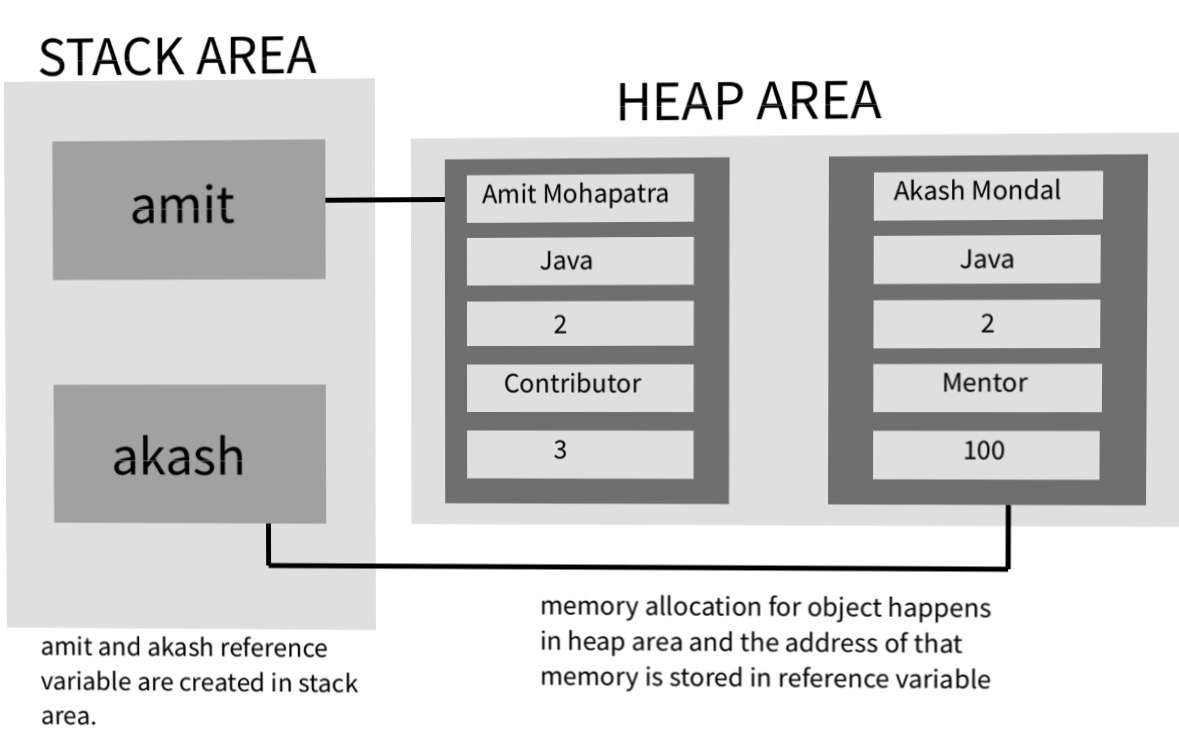 STACK AREA
amit
akash
amit and akash reference
variable are created in stack
area.
HEAP AREA
Amit Mohapatra
Java
2
Contributor
3
Akash Mondal
Java
2
Mentor
100
memory allocation for object happens
in heap area and the address of that
memory is stored in reference variable